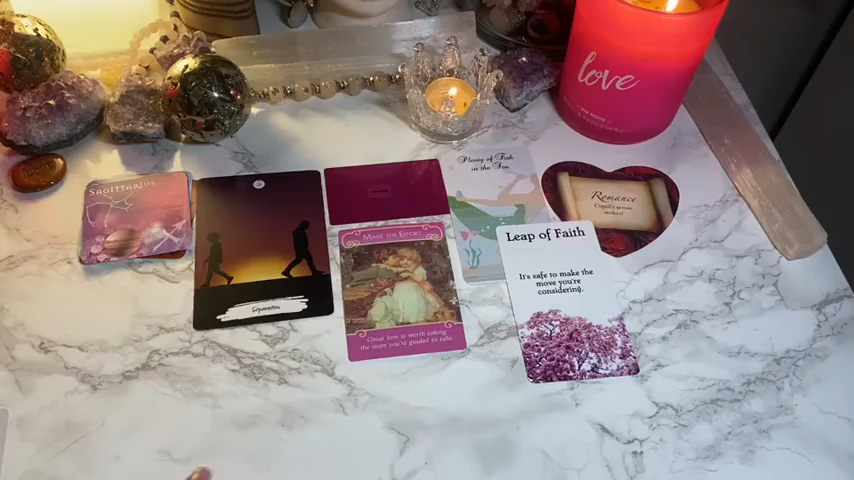 love
Plenty of Fish
in the Sea
SAGITTARIUS
Romance
Cupid's arrow
strikes!
Leap of Faith
MAKE THE EFFORT
It's safe to make the
move you're
considering.
Separation
Great love is worth taking
the steps you're guided to take